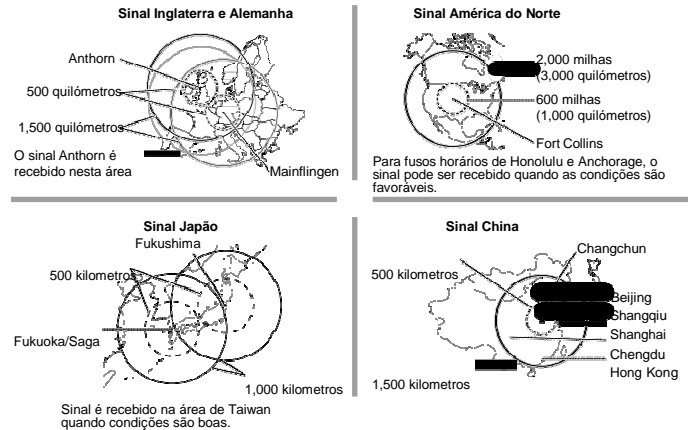 Sinal Inglaterra e Alemanha
Anthorn
500 quilómetros
1,500 quilómetros
O sinal Anthorn é
recebido nesta área
Mainflingen
Sinal América do Norte
2,000 milhas
(3,000 quilómetros)
600 milhas
(1,000 quilómetros)
Fort Collins
Para fusos horários de Honolulu e Anchorage, o
sinal pode ser recebido quando as condições são
favoráveis.
Sinal Japão
Fukushima
500 kilometros
Fukuoka/Saga
1,000 kilometros
Sinal é recebido na área de Taiwan
quando condições são boas.
Sinal China
Changchun
500 kilometros
Beijing
Shangqiu
Shanghai
Chengdu
Hong Kong
1,500 kilometros